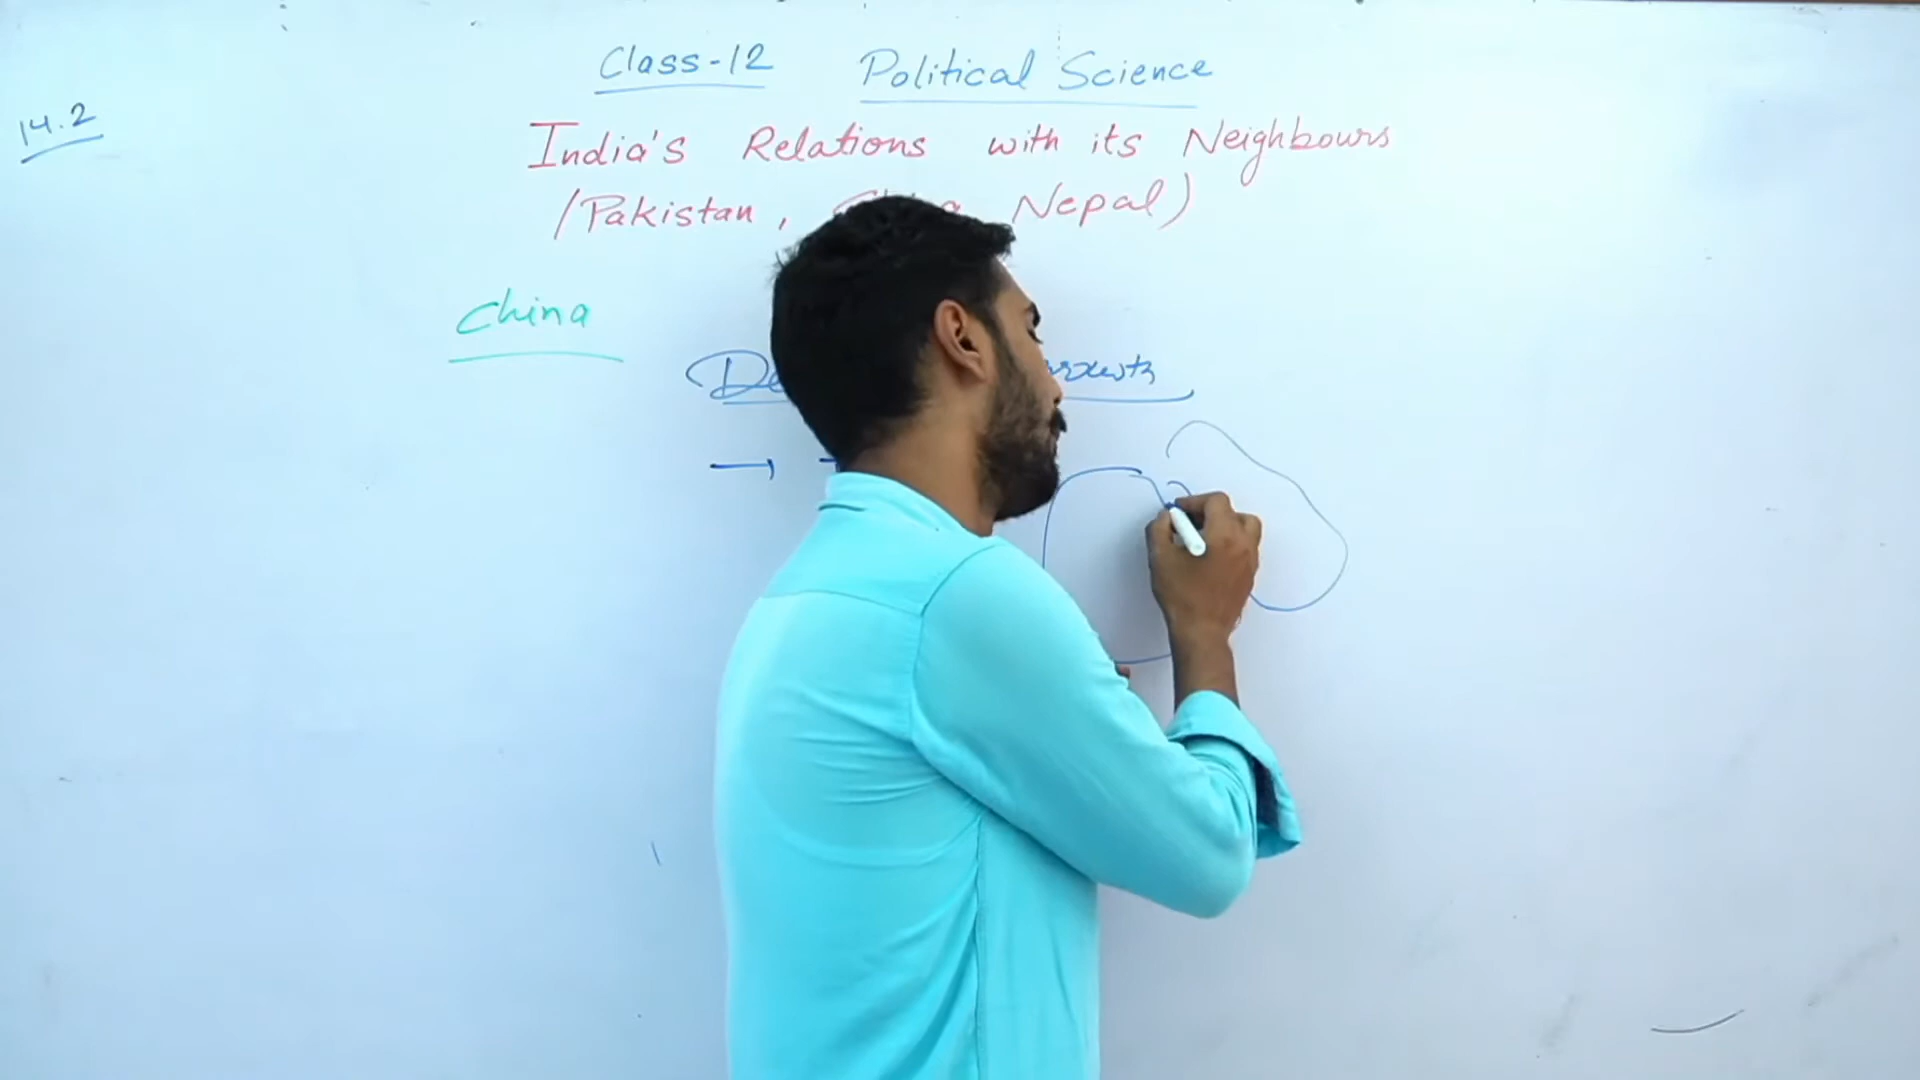 Class-12 Political Science
14.2
India's Relations with its Neighbours
(Pakistan, Nepal)
China